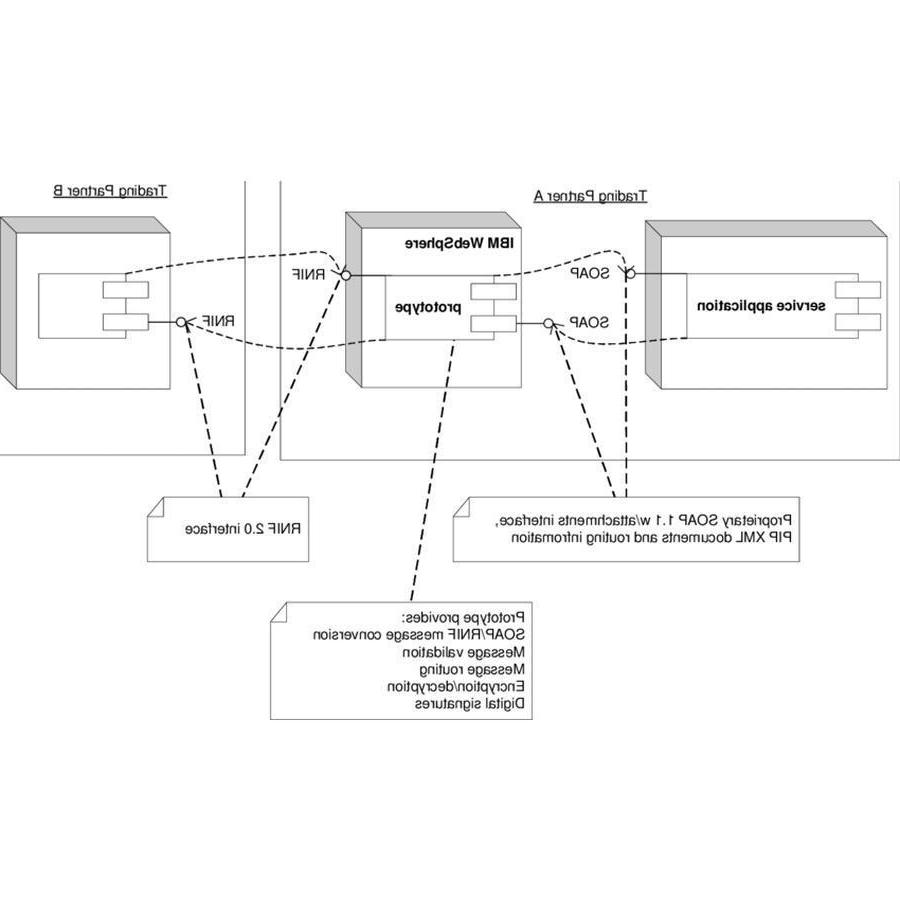 Trading Partner A
Trading Partner B
service application
SOAP
SOAP
IBM WebSphere
prototype
RNIF
RNIF
Proprietary SOAP 1.1 w/attachments interface,
PIP XML documents and routing infromation
RNIF 2.0 interface
Prototype provides:
SOAP/RNIF message conversion
Message validation
Message routing
Encryption/decryption
Digital signatures